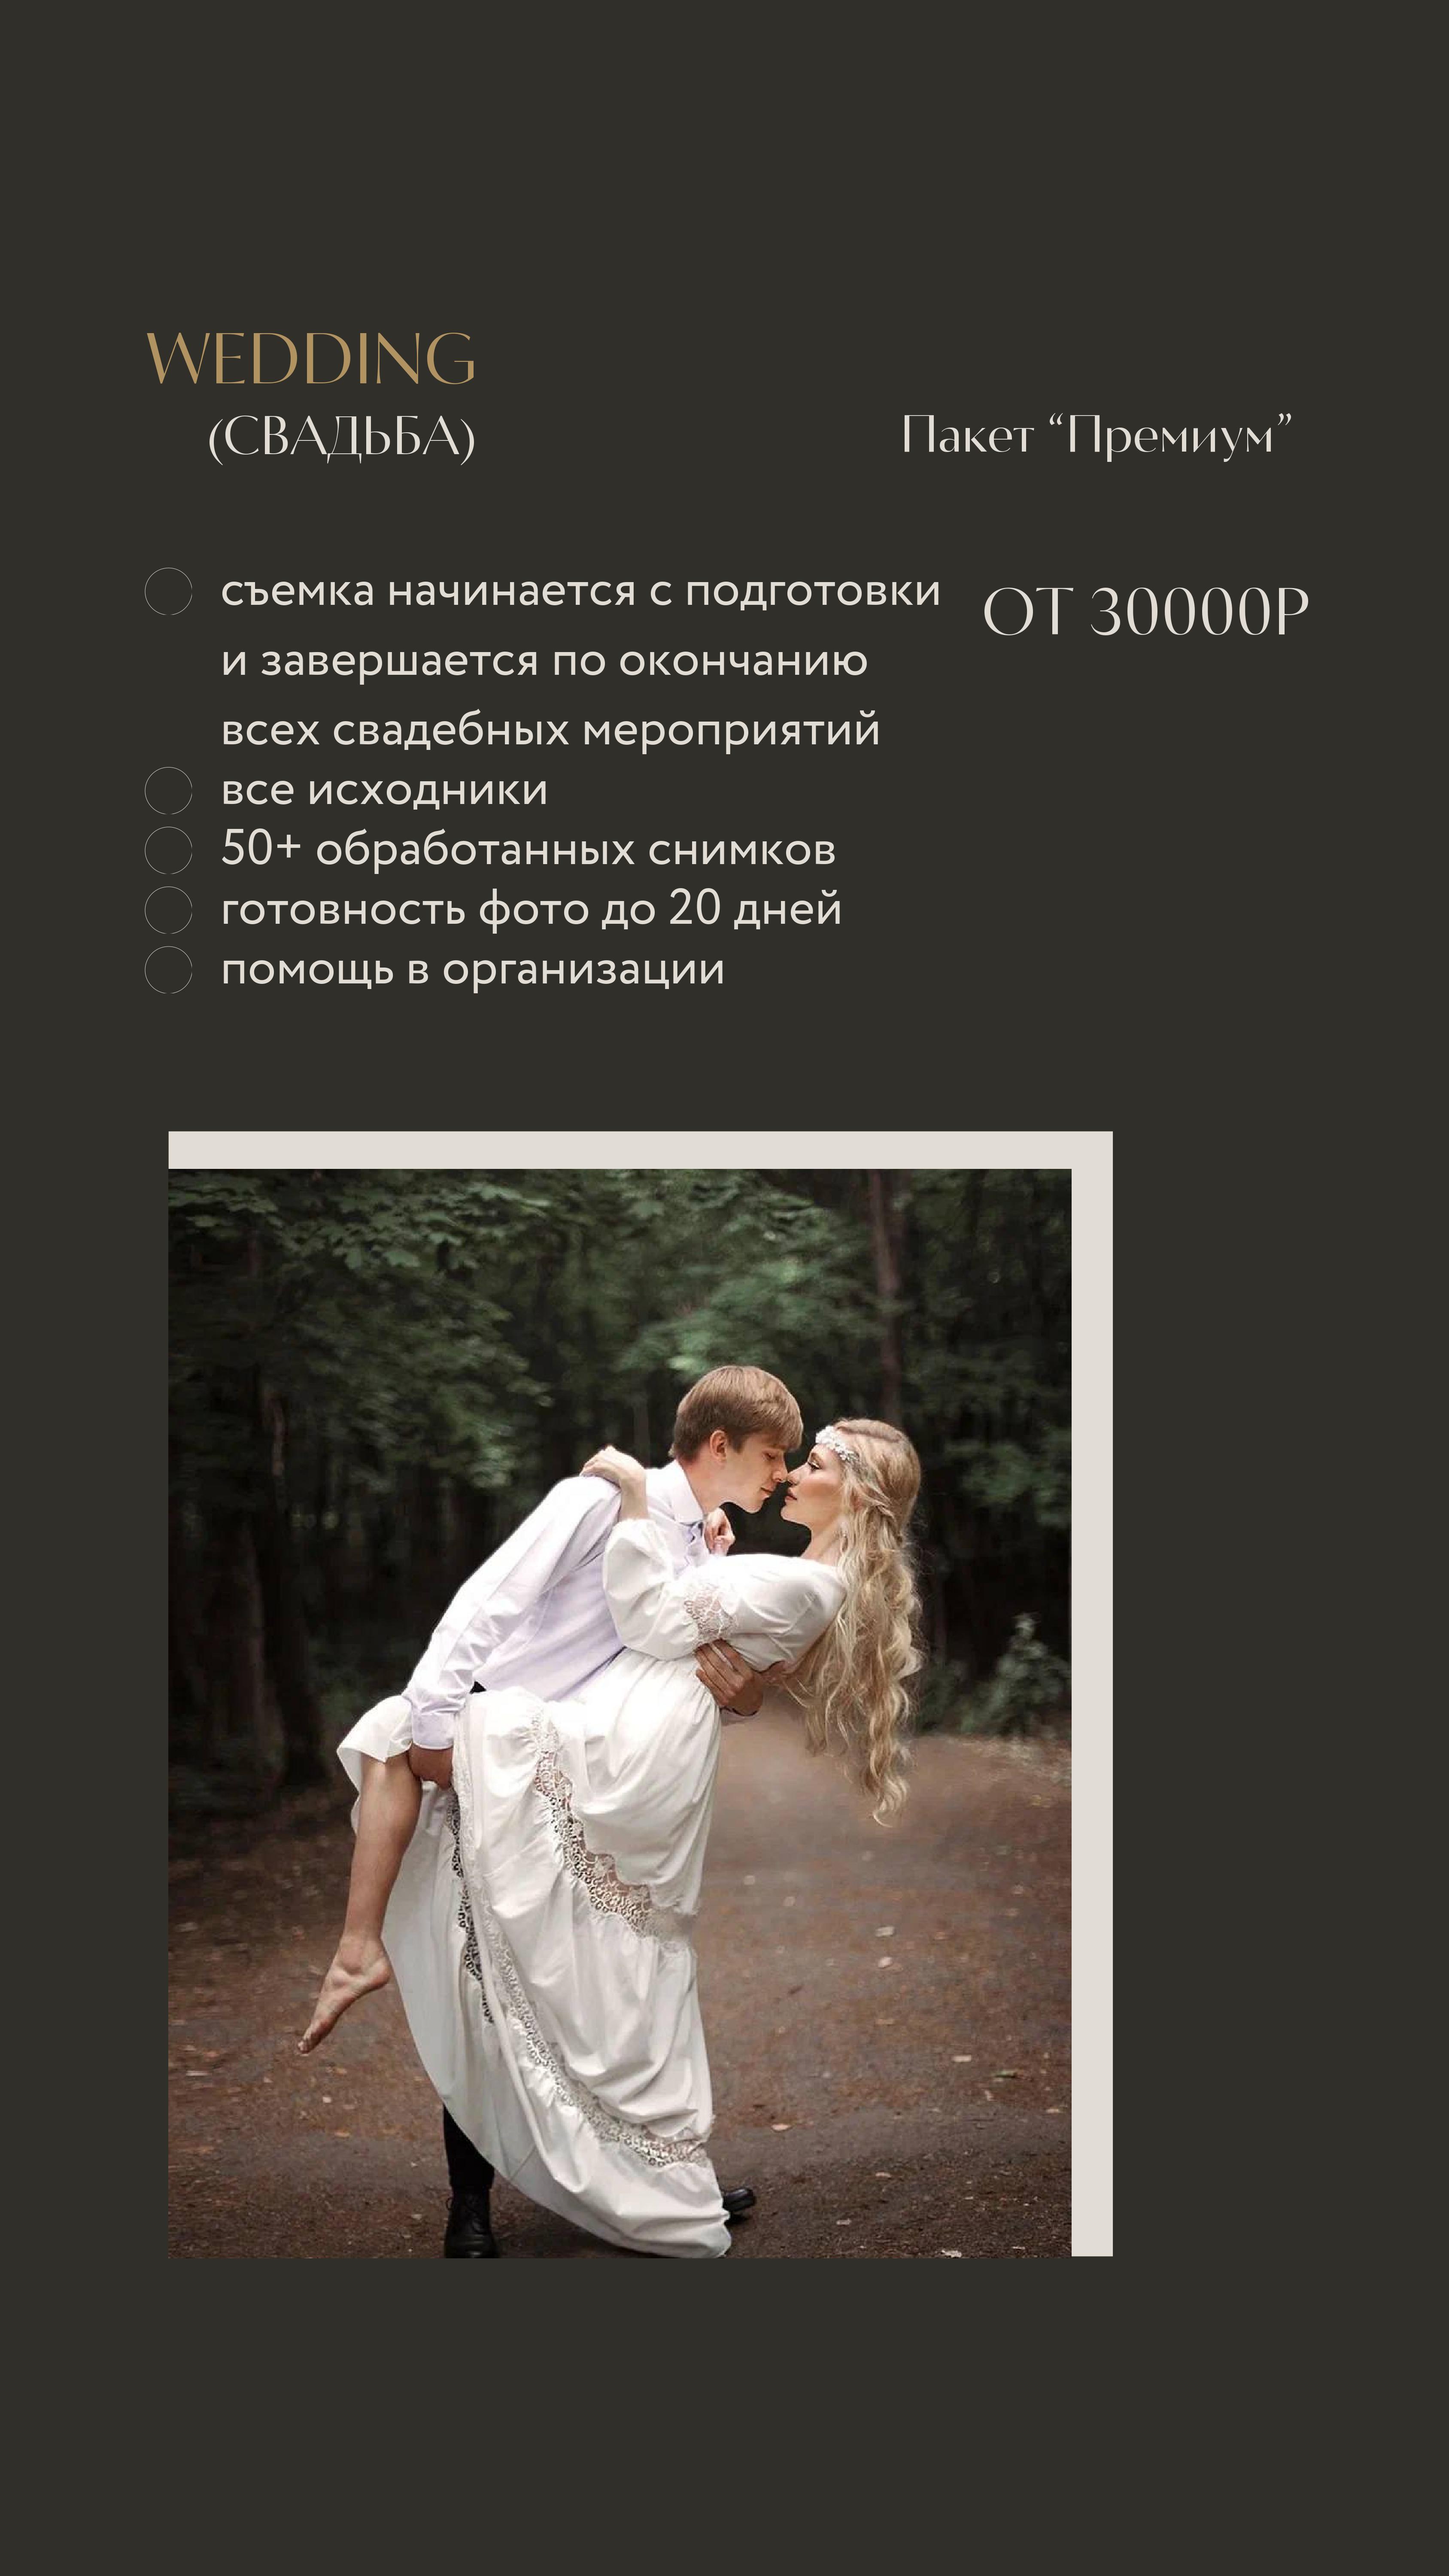 WEDDING
(СВАДЬБА)
Пакет “Премиум”
съемка начинается с подготовки
и завершается по окончанию
всех свадебных мероприятий
ОТ 30000Р
все исходники
50+ обработанных снимков
готовность фото до 20 дней
помощь в организации